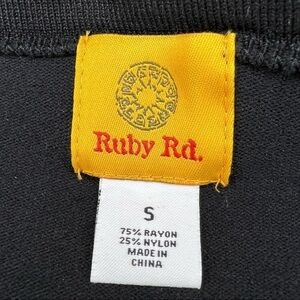 Ruby Rd.
S
75% RAYON
25% NYLON
MADE IN
CHINA